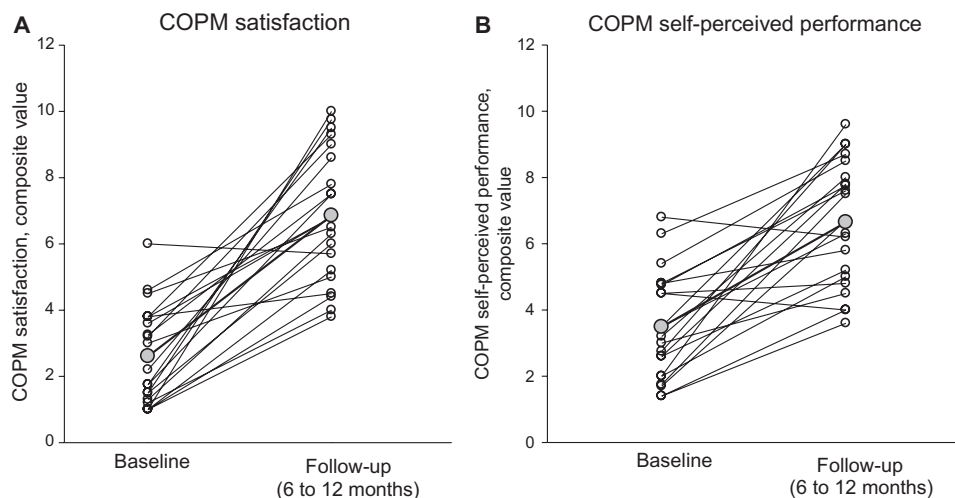 A
COPM satisfaction
COPM satisfaction, composite value
12
10
8
6
4
2
0
Baseline
Follow-up
(6 to 12 months)
B
COPM self-perceived performance
COPM self-perceived performance,
composite value
12
10
8
6
4
2
0
Baseline
Follow-up
(6 to 12 months)